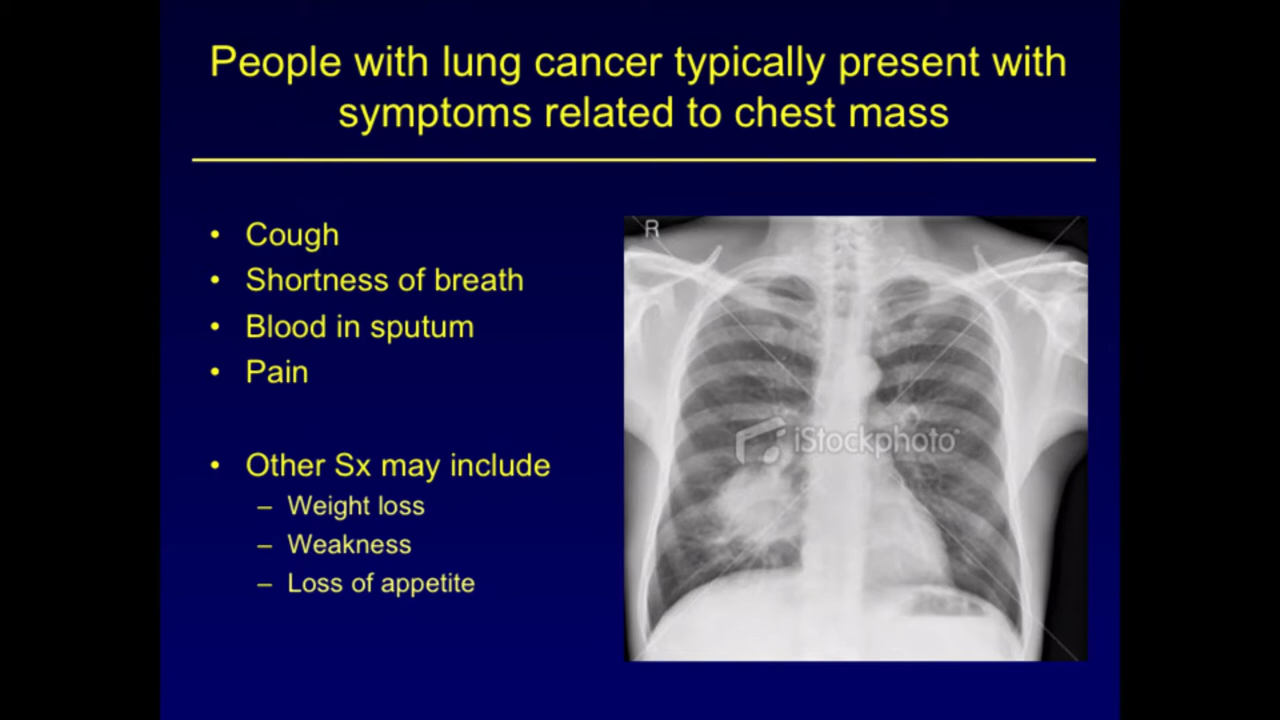 People with lung cancer typically present with
symptoms related to chest mass
• Cough
• Shortness of breath
• Blood in sputum
• Pain
• Other Sx may include
– Weight loss
– Weakness
– Loss of appetite
R
iStockphoto